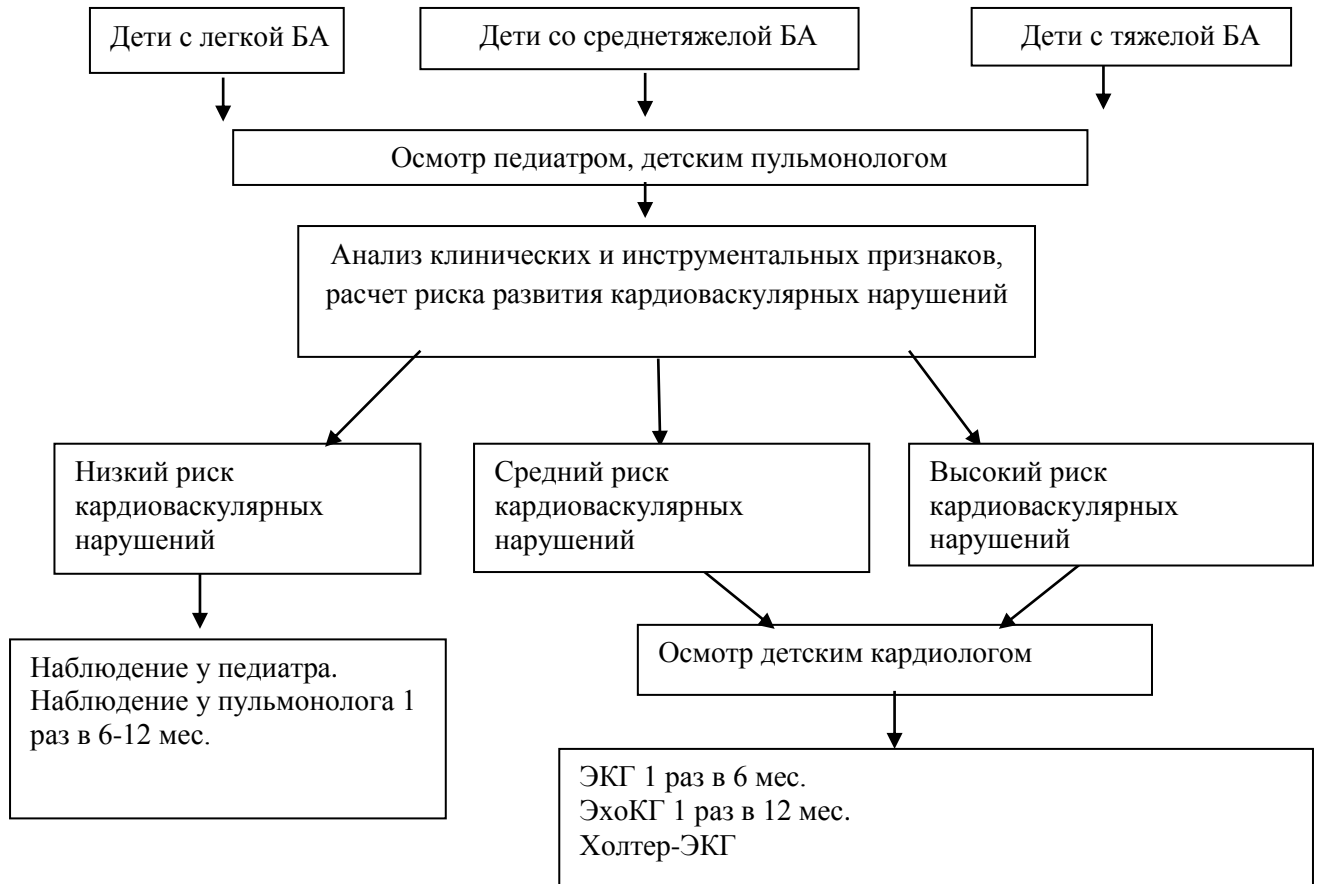 Дети с легкой БА
Дети со среднетяжелой БА
Дети с тяжелой БА
Осмотр педиатром, детским пульмонологом
Анализ клинических и инструментальных признаков,
расчет риска развития кардиоваскулярных нарушений
Низкий риск
кардиоваскулярных
нарушений
Средний риск
кардиоваскулярных
нарушений
Высокий риск
кардиоваскулярных
нарушений
Наблюдение у педиатра.
Наблюдение у пульмонолога 1
раз в 6-12 мес.
Осмотр детским кардиологом
ЭКГ 1 раз в 6 мес.
ЭхоКГ 1 раз в 12 мес.
Холтер-ЭКГ